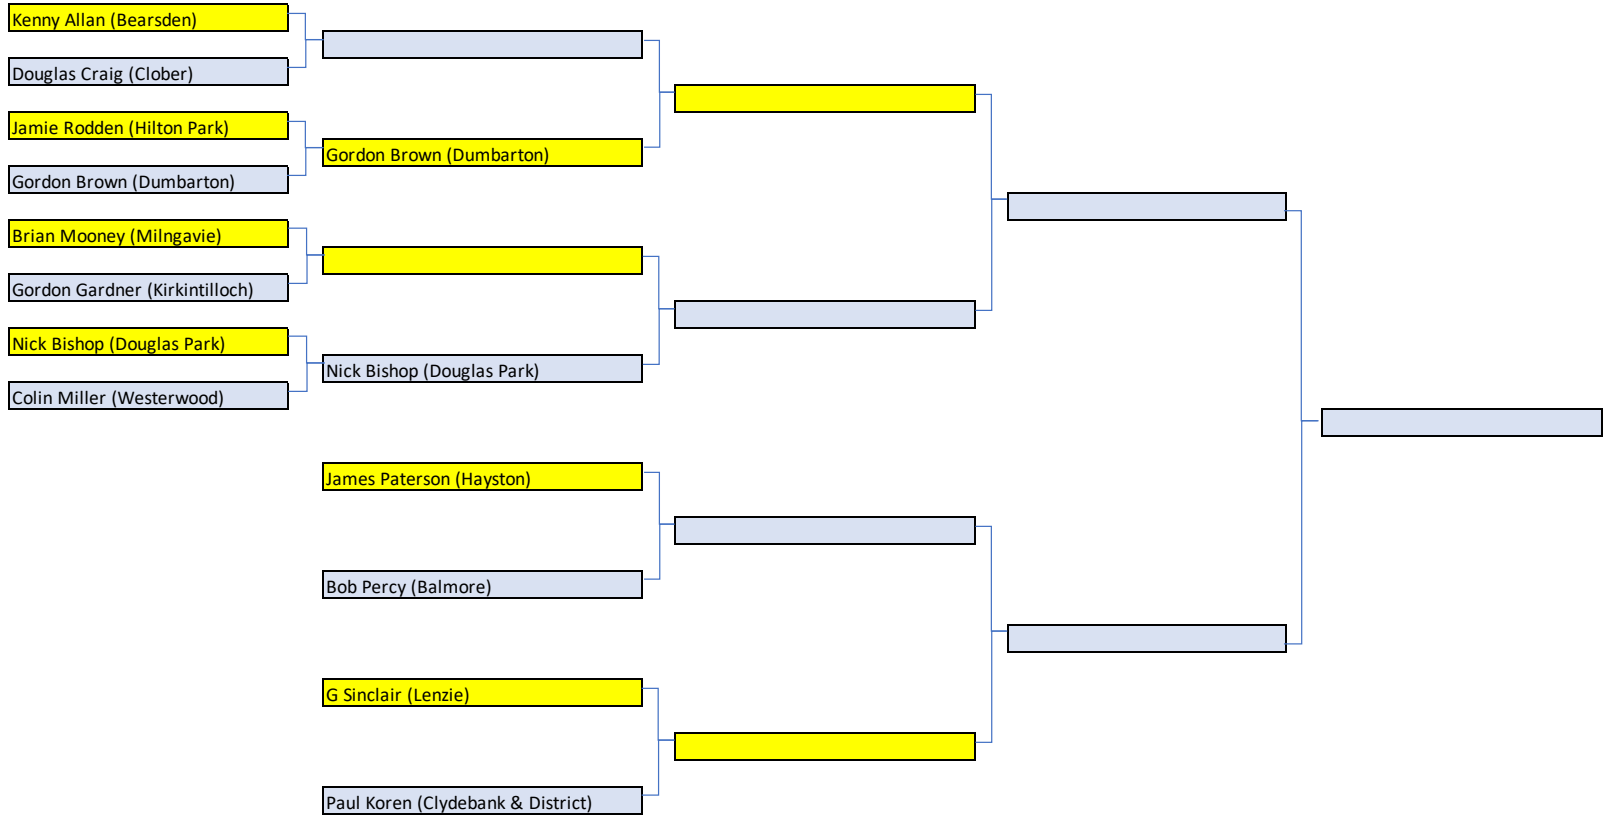 Kenny Allan (Bearsden)
Douglas Craig (Clober)
Jamie Rodden (Hilton Park)
Gordon Brown (Dumbarton)
Gordon Brown (Dumbarton)
Brian Mooney (Milngavie)
Gordon Gardner (Kirkintilloch)
Nick Bishop (Douglas Park)
Nick Bishop (Douglas Park)
Colin Miller (Westerwood)
James Paterson (Hayston)
Bob Percy (Balmore)
G Sinclair (Lenzie)
Paul Koren (Clydebank & District)